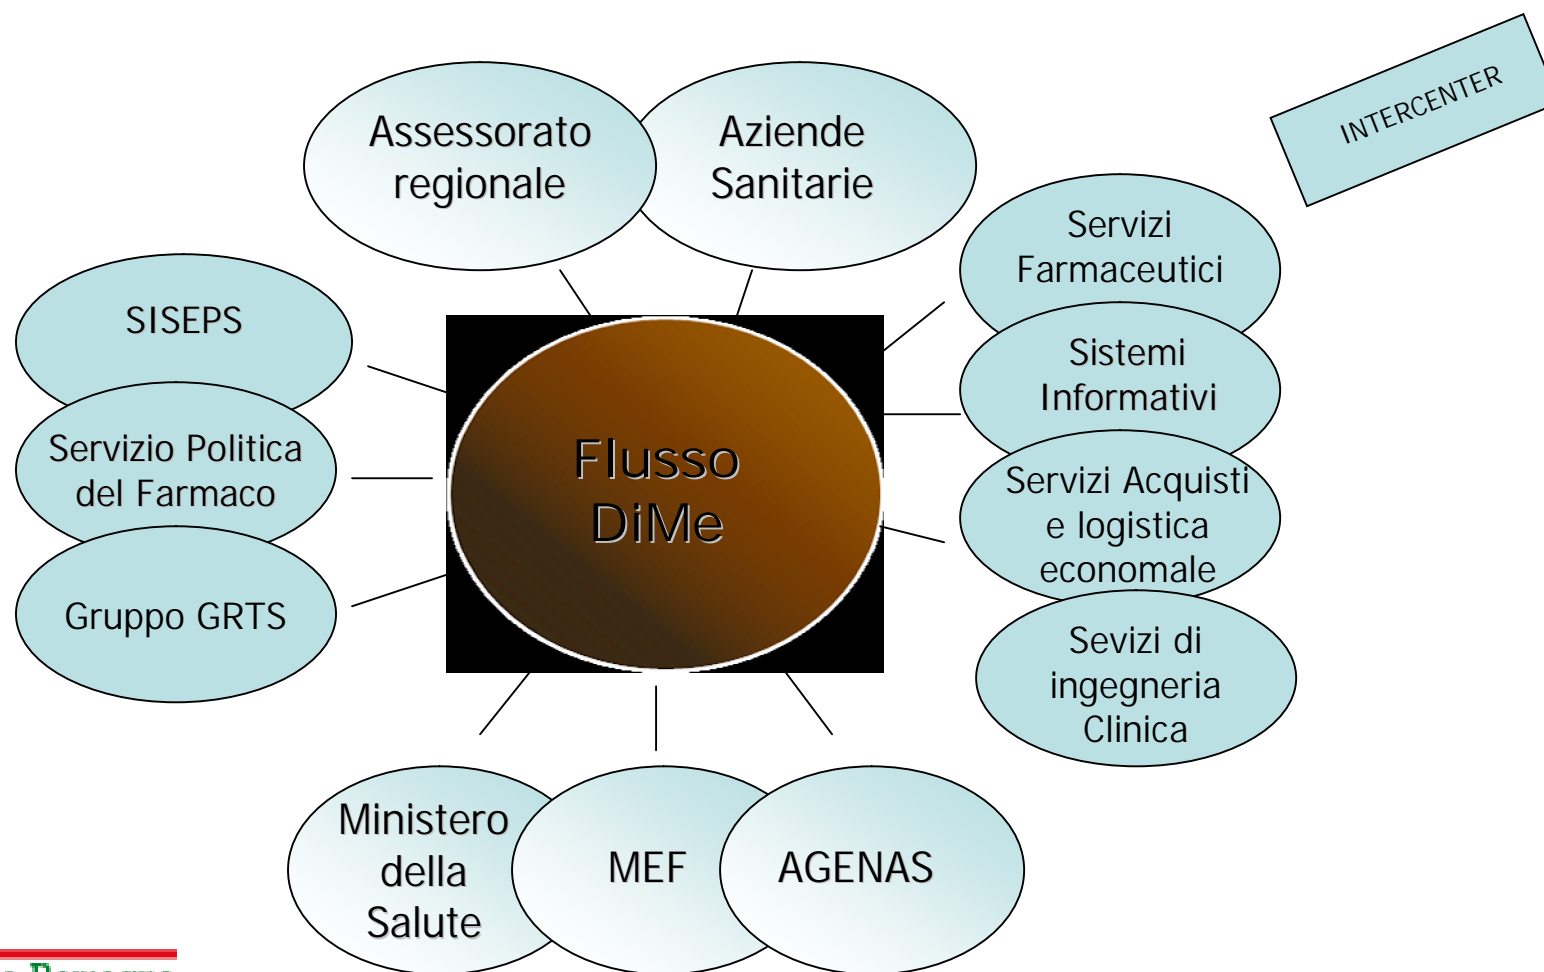 INTERCENTER
Assessorato
regionale
Aziende
Sanitarie
SISEPS
Servizio Politica
del Farmaco
Gruppo GRTS
Flusso
DiMe
Servizi
Farmaceutici
Sistemi
Informativi
Servizi Acquisti
e logistica
economale
Sevizi di
ingegneria
Clinica
Ministero
della
Salute
MEF
AGENAS